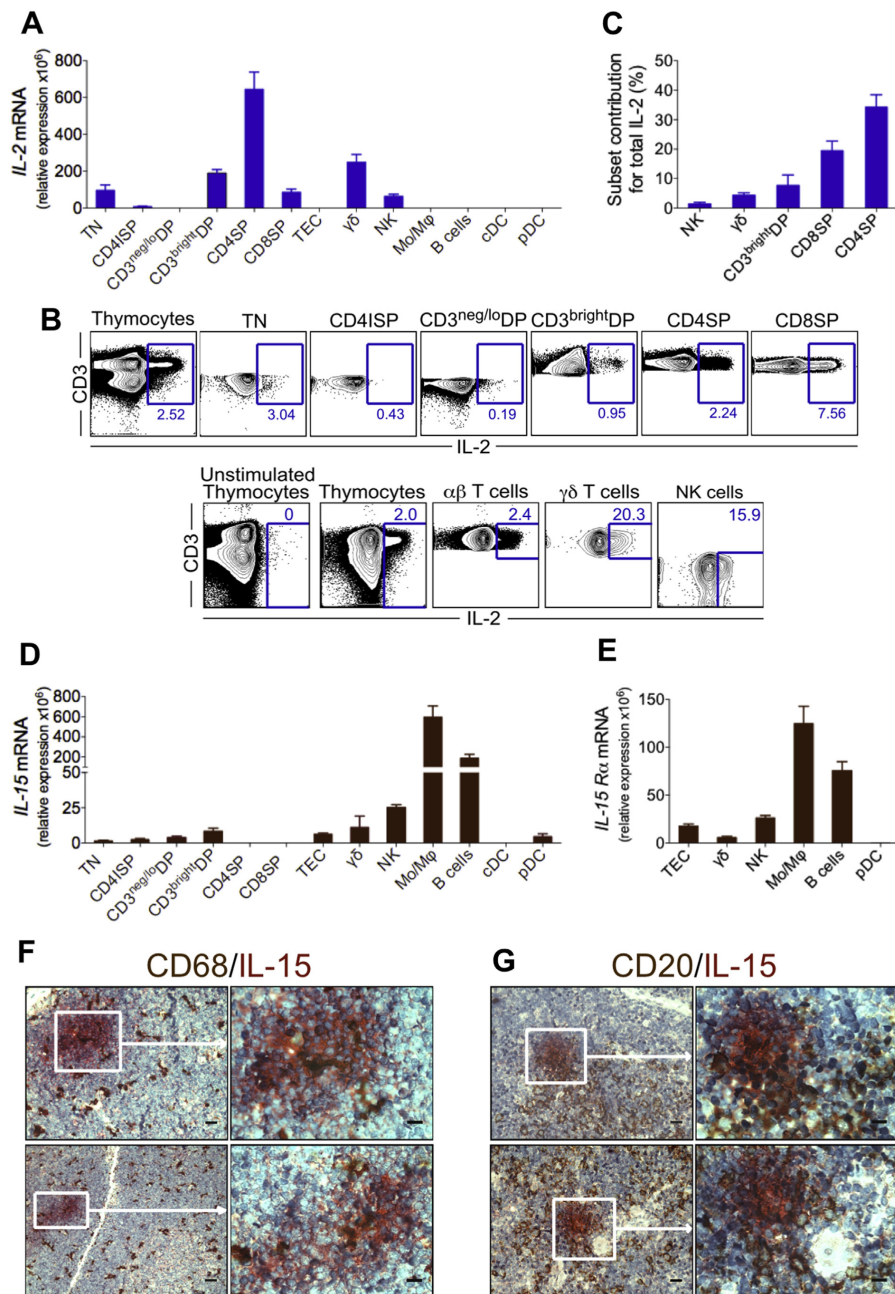 A
IL-2 mRNA
(relative expression x10⁶)
800
600
400
200
0
TN
CD4ISP
CD3neg/loDP
CD3brightDP
CD4SP
CD8SP
TEC
γδ
NK
Mo/Mφ
B cells
cDC
pDC
C
Subset contribution
for total IL-2 (%)
50
40
30
20
10
0
NK
γδ
CD3brightDP
CD8SP
CD4SP
B
Thymocytes
TN
CD4ISP
CD3neg/loDP
CD3brightDP
CD4SP
CD8SP
CD3
2.52
3.04
0.43
0.19
0.95
2.24
7.56
IL-2
Unstimulated
Thymocytes
Thymocytes
αβ T cells
γδ T cells
NK cells
CD3
0
2.0
2.4
20.3
15.9
IL-2
D
IL-15 mRNA
(relative expression x10⁶)
800
600
400
200
50
25
0
TN
CD4ISP
CD3neg/loDP
CD3brightDP
CD4SP
CD8SP
TEC
γδ
NK
Mo/Mφ
B cells
cDC
pDC
E
IL-15 Rα mRNA
(relative expression x10⁶)
150
100
50
0
TEC
γδ
NK
Mo/Mφ
B cells
pDC
F
CD68/IL-15
G
CD20/IL-15